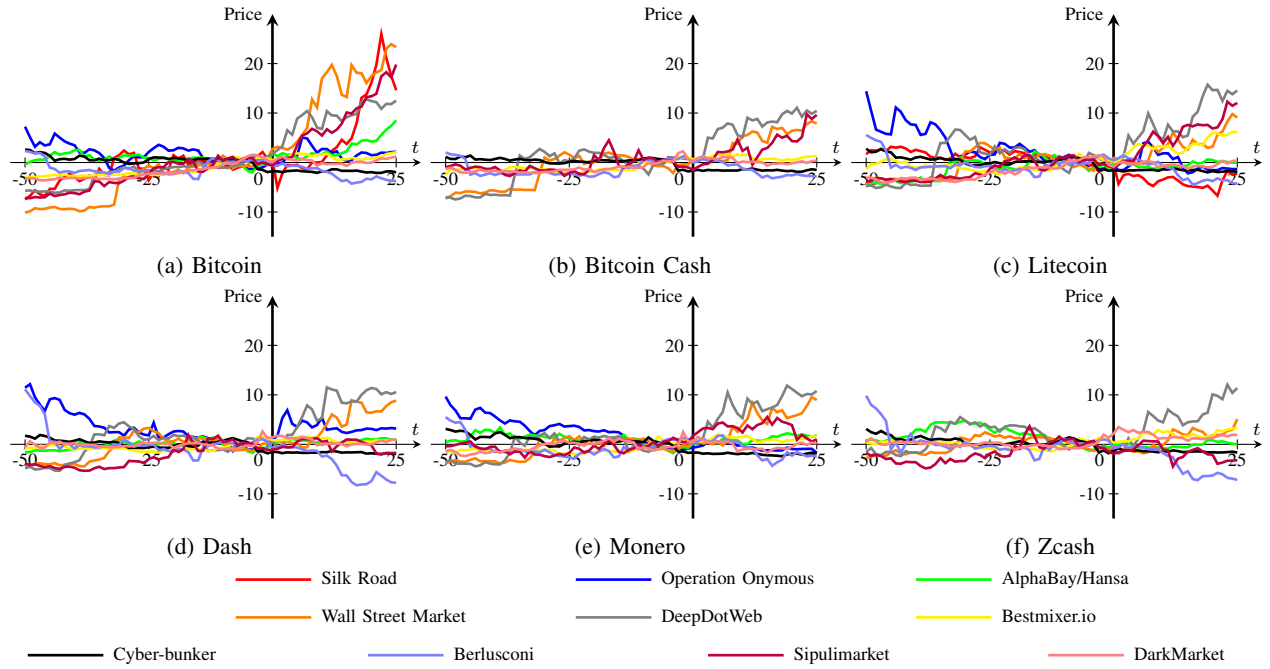 Price Price Price
20 20 20
10 10 10
t t t
-50 -25 0 25 -50 -25 0 25 -50 -25 0 25
-10 -10 -10
(a) Bitcoin (b) Bitcoin Cash (c) Litecoin
Price Price Price
20 20 20
10 10 10
t t t
-50 -25 0 25 -50 -25 0 25 -50 -25 0 25
-10 -10 -10
(d) Dash (e) Monero (f) Zcash
Silk Road Operation Onymous AlphaBay/Hansa
Wall Street Market DeepDotWeb Bestmixer.io
Cyber-bunker Berlusconi Sipulimarket DarkMarket